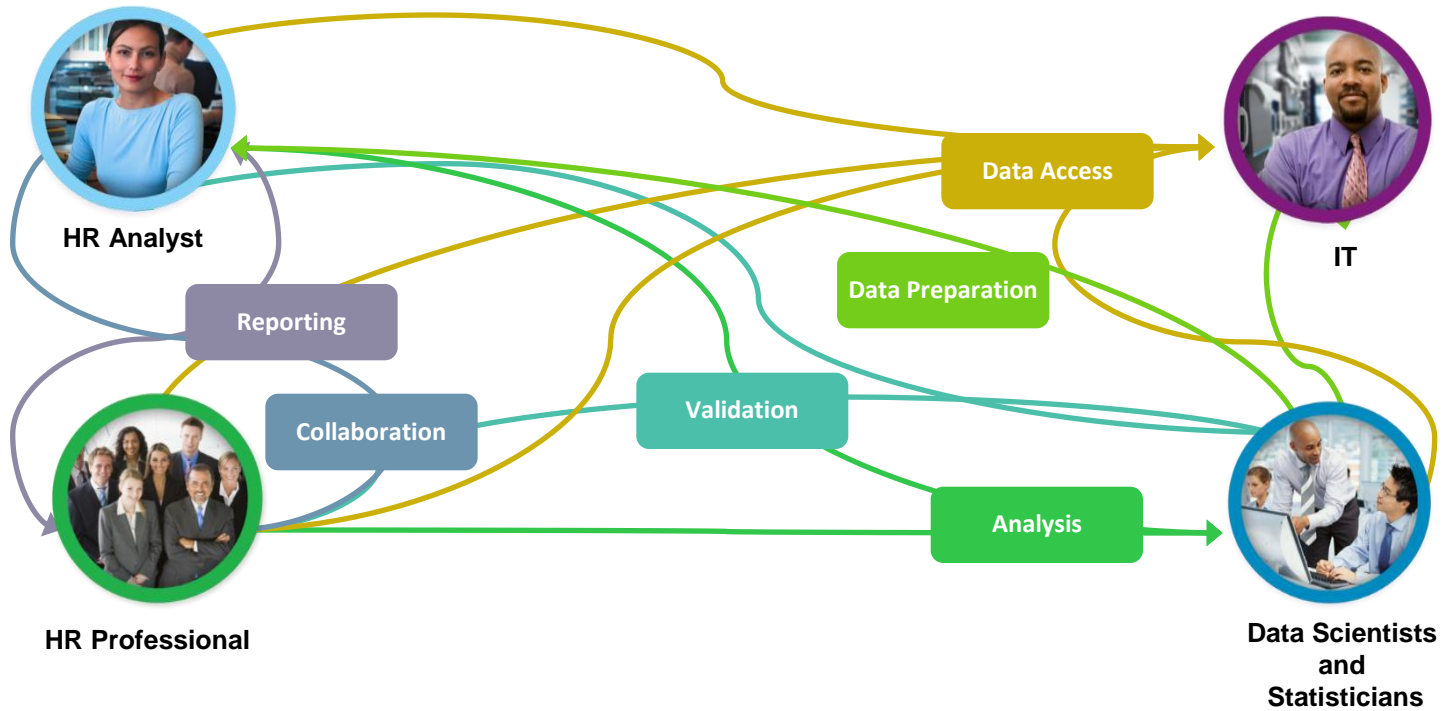 Data Access
HR Analyst
IT
Data Preparation
Reporting
Validation
Collaboration
Analysis
HR Professional
Data Scientists
and
Statisticians